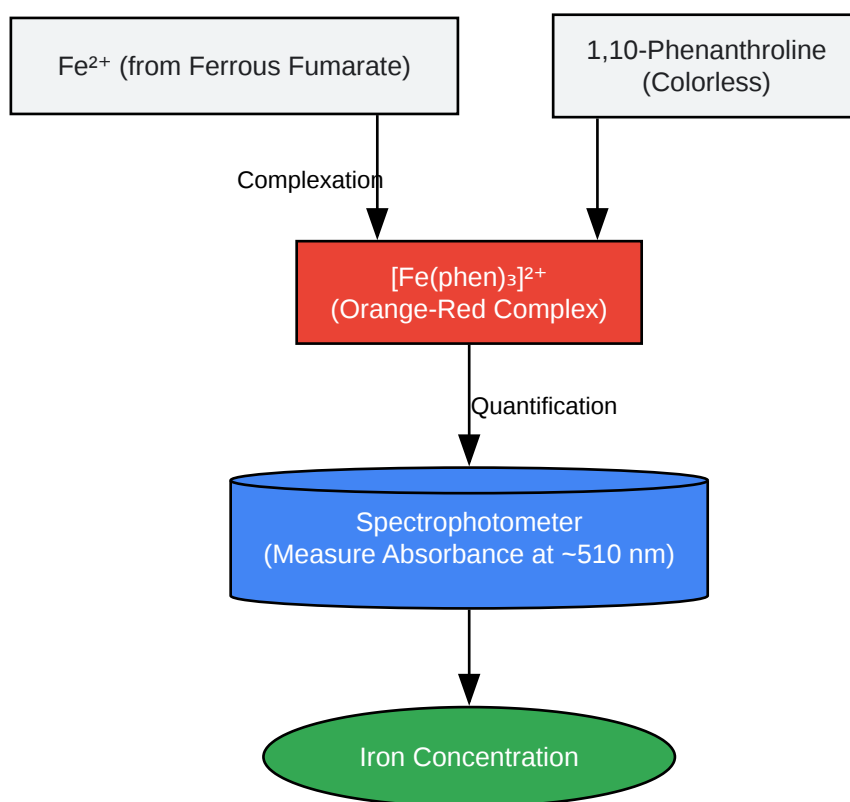 Fe²⁺ (from Ferrous Fumarate)
1,10-Phenanthroline
(Colorless)
Complexation
[Fe(phen)₃]²⁺
(Orange-Red Complex)
Quantification
Spectrophotometer
(Measure Absorbance at ~510 nm)
Iron Concentration